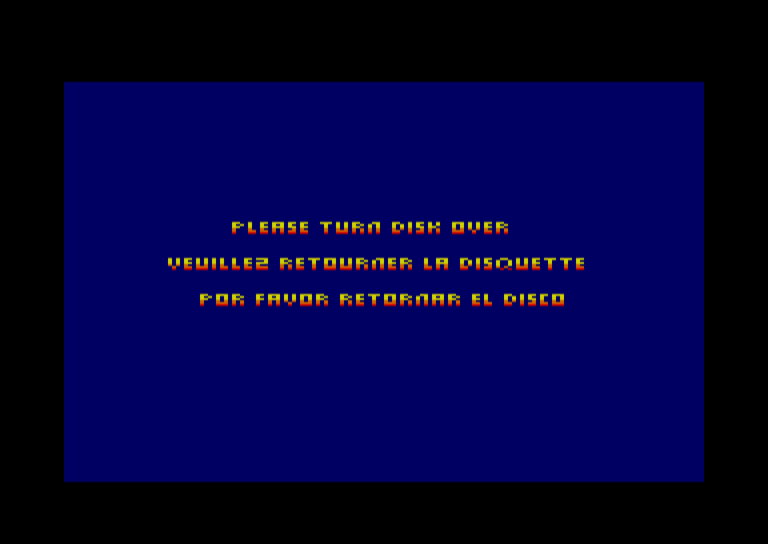 PLEASE TURN DISK OVER
VEUILLEZ RETOURNER LA DISQUETTE
POR FAVOR RETORNAR EL DISCO